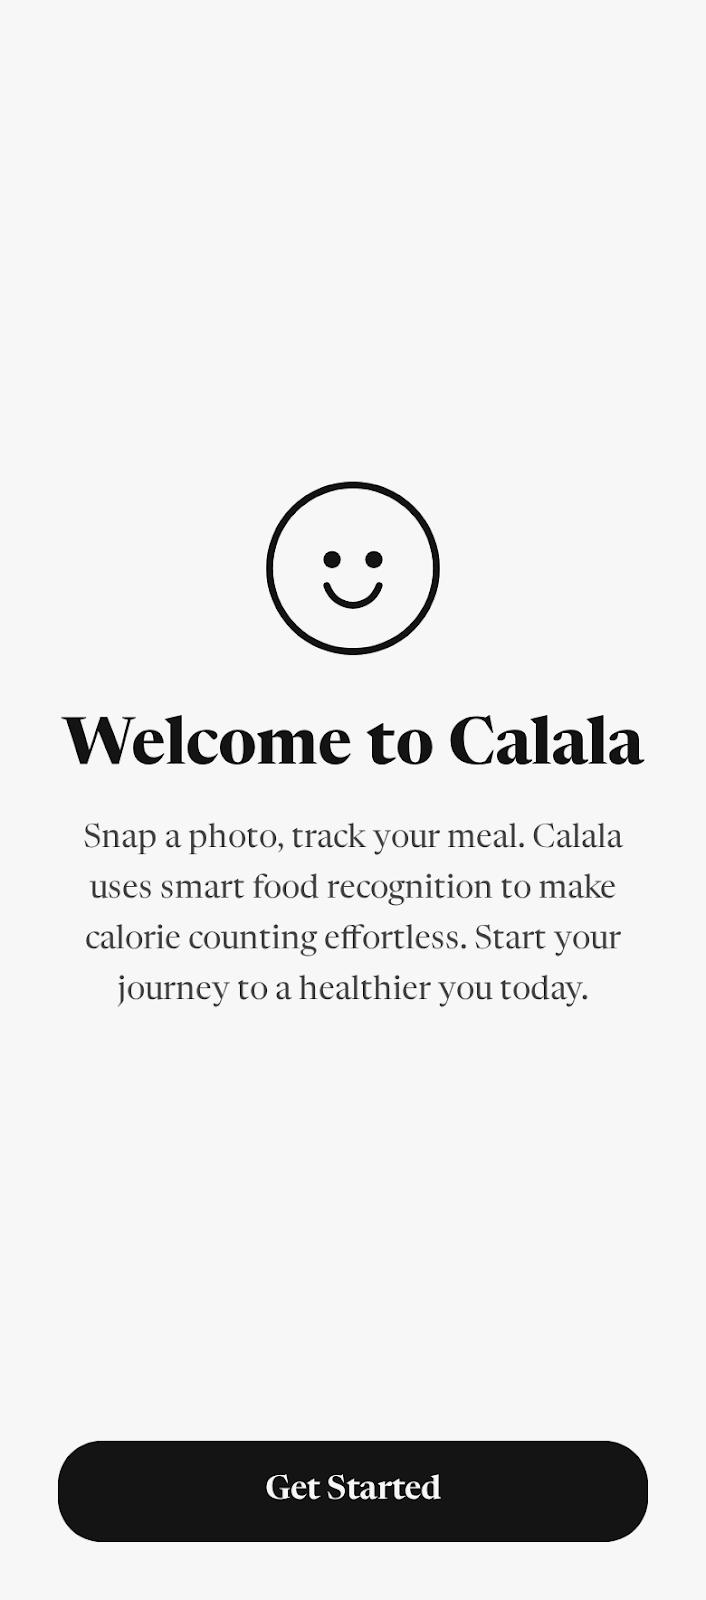 Welcome to Calala
Snap a photo, track your meal. Calala
uses smart food recognition to make
calorie counting effortless. Start your
journey to a healthier you today.
Get Started